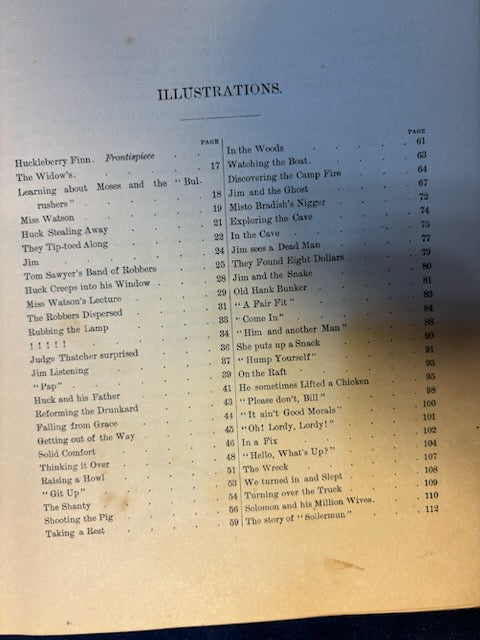 ILLUSTRATIONS.
PAGE
Huckleberry Finn. Frontispiece
The Widow's. 17
Learning about Moses and the "Bul-
rushers" 18
Miss Watson 19
Huck Stealing Away 21
They Tip-toed Along 22
Jim 24
Tom Sawyer's Band of Robbers 25
Huck Creeps into his Window 28
Miss Watson's Lecture 29
The Robbers Dispersed 31
Rubbing the Lamp 33
! ! ! ! ! 34
Judge Thatcher surprised 36
Jim Listening 37
"Pap" 39
Huck and his Father 41
Reforming the Drunkard 43
Falling from Grace 44
Getting out of the Way 45
Solid Comfort 46
Thinking it Over 48
Raising a Howl 51
"Git Up" 53
The Shanty 54
Shooting the Pig 56
Taking a Rest 59
PAGE
In the Woods 61
Watching the Boat. 63
Discovering the Camp Fire 64
Jim and the Ghost 67
Misto Bradish's Nigger 72
Exploring the Cave 74
In the Cave 75
Jim sees a Dead Man 77
They Found Eight Dollars 79
Jim and the Snake 80
Old Hank Bunker 81
"A Fair Fit" 83
"Come In" 84
"Him and another Man" 88
She puts up a Snack 90
"Hump Yourself" 91
On the Raft 93
He sometimes Lifted a Chicken 95
"Please don't, Bill" 98
"It ain't Good Morals" 100
"Oh! Lordy, Lordy!" 101
In a Fix 102
"Hello, What's Up?" 104
The Wreck 107
We turned in and Slept 108
Turning over the Truck 109
Solomon and his Million Wives. 110
The story of "Sollermun" 112